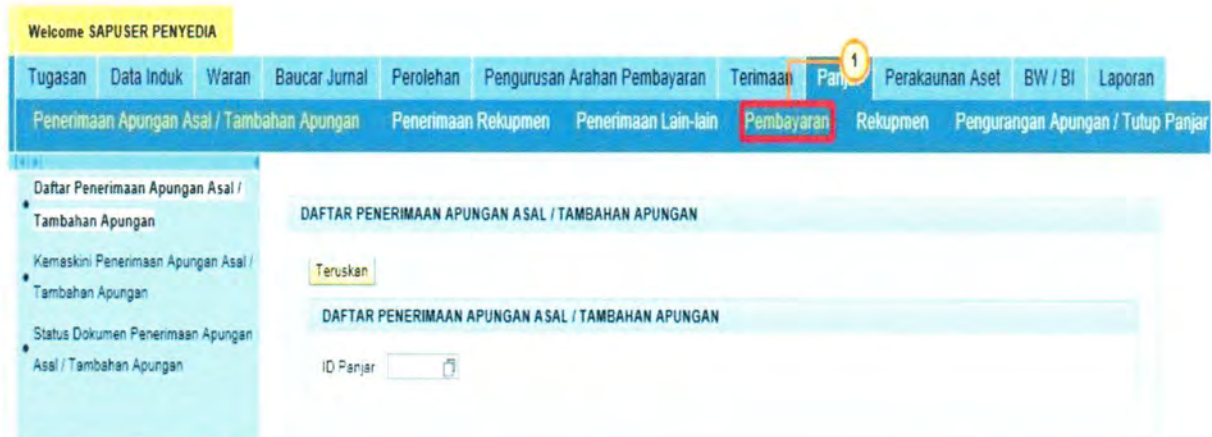 Welcome SAPUSER PENYEDIA
Tugasan Data Induk Waran Baucar Jurnal Perolehan Pengurusan Arahan Pembayaran Terimaan Perakaunan Aset BW / BI Laporan
1
Penerimaan Apungan Asal / Tambahan Apungan Penerimaan Rekupmen Penerimaan Lain-lain Pembayaran Rekupmen Pengurangan Apungan / Tutup Panjar
Daftar Penerimaan Apungan Asal /
Tambahan Apungan
Kemaskini Penerimaan Apungan Asal /
Tambahan Apungan
Status Dokumen Penerimaan Apungan
Asal / Tambahan Apungan
DAFTAR PENERIMAAN APUNGAN ASAL / TAMBAHAN APUNGAN
Teruskan
DAFTAR PENERIMAAN APUNGAN ASAL / TAMBAHAN APUNGAN
ID Panjar